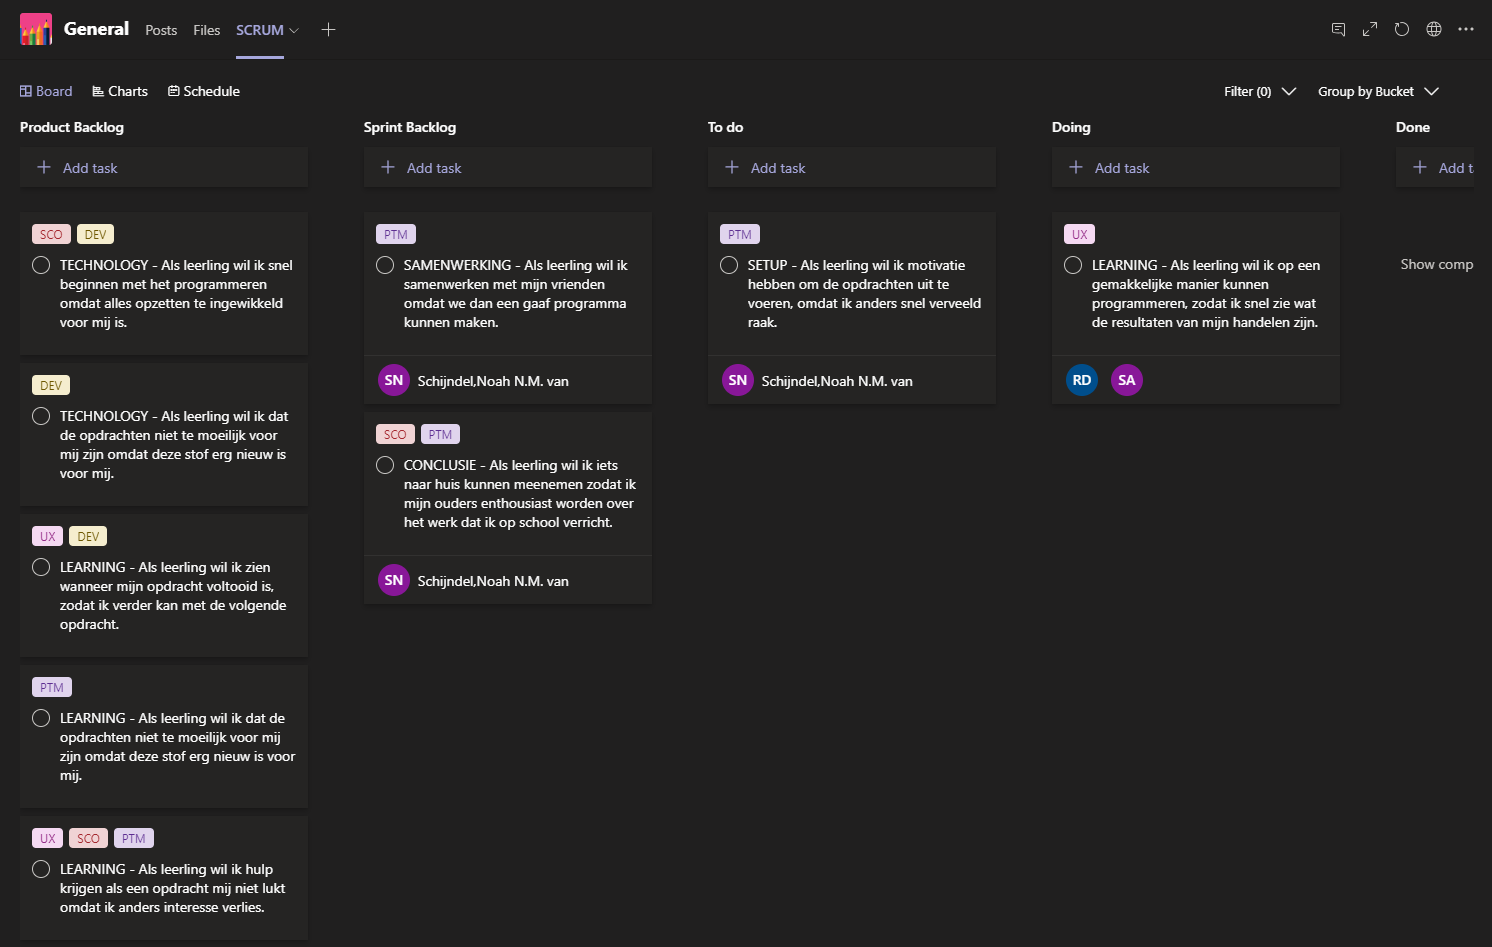 General Posts Files SCRUM
Board Charts Schedule Filter (0) Group by Bucket
Product Backlog
Add task
SCO DEV
TECHNOLOGY - Als leerling wil ik snel
beginnen met het programmeren
omdat alles opzetten te ingewikkeld
voor mij is.
DEV
TECHNOLOGY - Als leerling wil ik dat
de opdrachten niet te moeilijk voor
mij zijn omdat deze stof erg nieuw is
voor mij.
UX DEV
LEARNING - Als leerling wil ik zien
wanneer mijn opdracht voltooid is,
zodat ik verder kan met de volgende
opdracht.
PTM
LEARNING - Als leerling wil ik dat de
opdrachten niet te moeilijk voor mij
zijn omdat deze stof erg nieuw is voor
mij.
UX SCO PTM
LEARNING - Als leerling wil ik hulp
krijgen als een opdracht mij niet lukt
omdat ik anders interesse verlies.
Sprint Backlog
Add task
PTM
SAMENWERKING - Als leerling wil ik
samenwerken met mijn vrienden
omdat we dan een gaaf programma
kunnen maken.
SN Schijndel,Noah N.M. van
SCO PTM
CONCLUSIE - Als leerling wil ik iets
naar huis kunnen meenemen zodat ik
mijn ouders enthousiast worden over
het werk dat ik op school verricht.
SN Schijndel,Noah N.M. van
To do
Add task
PTM
SETUP - Als leerling wil ik motivatie
hebben om de opdrachten uit te
voeren, omdat ik anders snel verveeld
raak.
SN Schijndel,Noah N.M. van
Doing
Add task
UX
LEARNING - Als leerling wil ik op een
gemakkelijke manier kunnen
programmeren, zodat ik snel zie wat
de resultaten van mijn handelen zijn.
RD SA
Done
Add t
Show comp